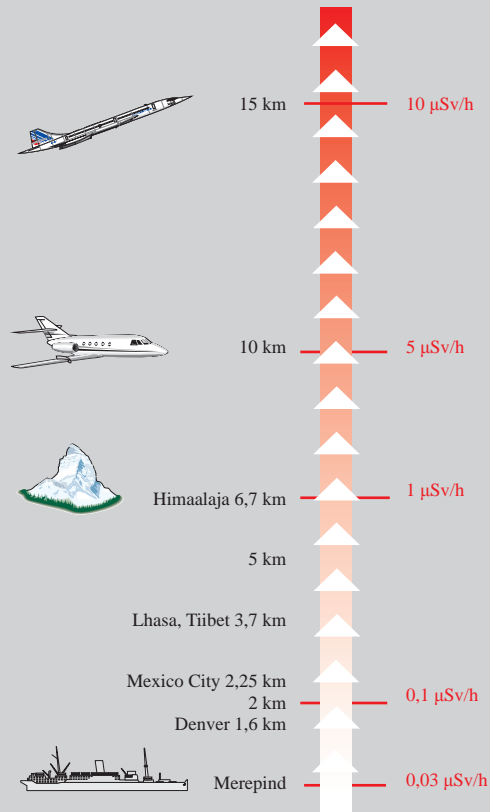 15 km 10 μSv/h
10 km 5 μSv/h
Himaalaja 6,7 km 1 μSv/h
5 km
Lhasa, Tiibet 3,7 km
Mexico City 2,25 km
2 km 0,1 μSv/h
Denver 1,6 km
Merepind 0,03 μSv/h